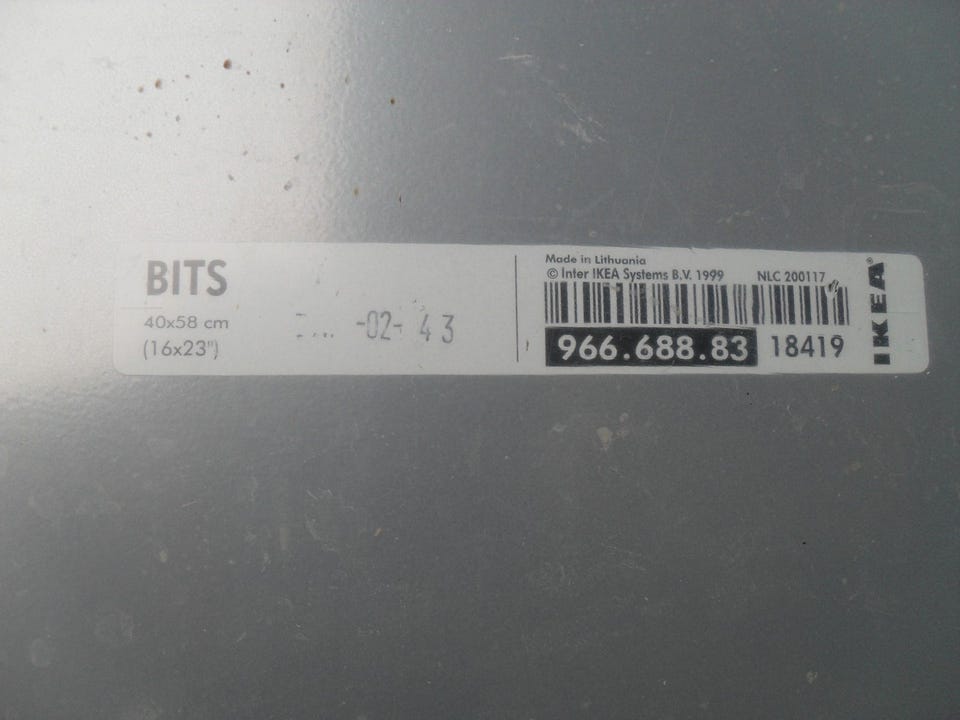 BITS
40x58 cm
(16x23")
-02- 43
Made in Lithuania
© Inter IKEA Systems B.V. 1999 NLC 200117
966.688.83 18419
IKEA®